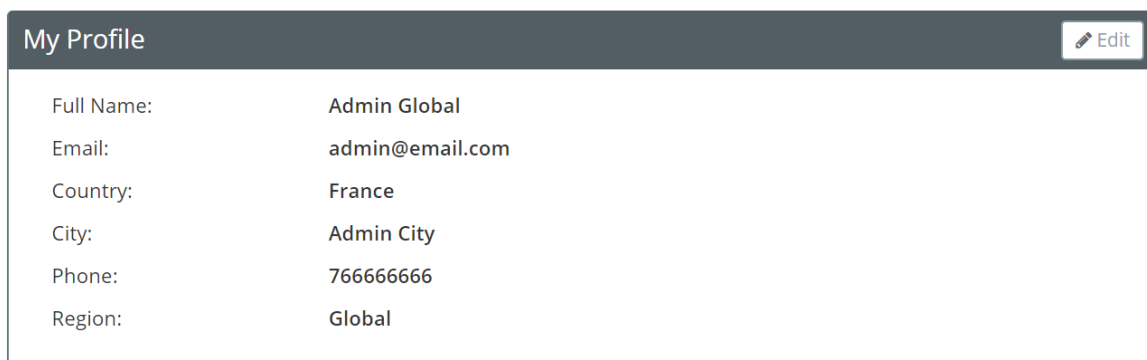 My Profile Edit
Full Name: Admin Global
Email: admin@email.com
Country: France
City: Admin City
Phone: 766666666
Region: Global